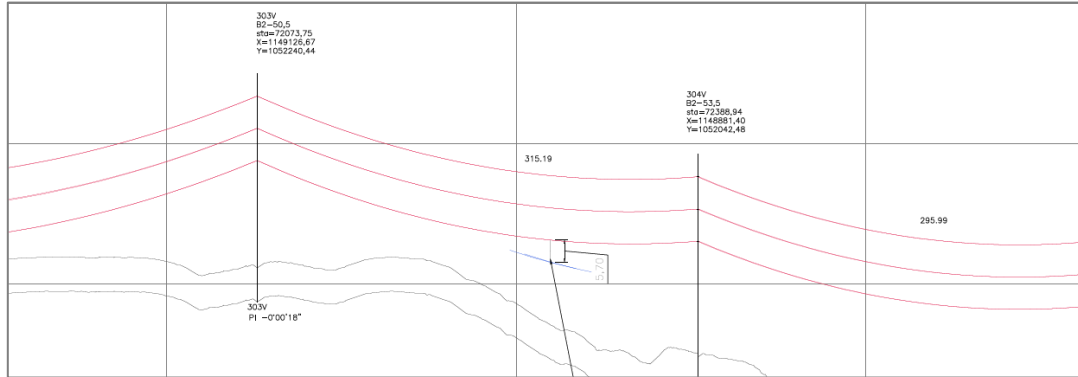 303V
B2-50,5
sta=72073,75
X=1149126,67
Y=1052240,44
304V
B2-53,5
sta=72388,94
X=1148881,40
Y=1052042,48
315.19
295.99
5,70
303V
PI -0°00'18"